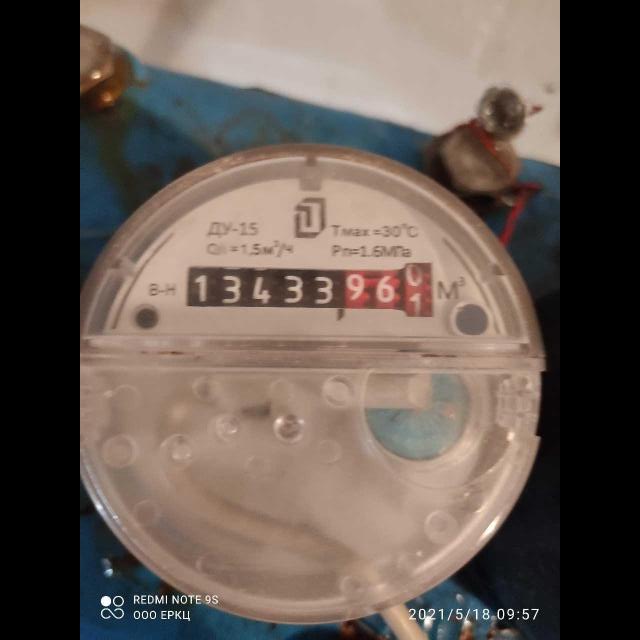 ДУ-15 Tмах =30°C
Qn =1,5м³/ч Pn=1.6МПа
В-Н 13433960 М³
1
REDMI NOTE 9S
ООО ЕРКЦ
2021/5/18 09:57